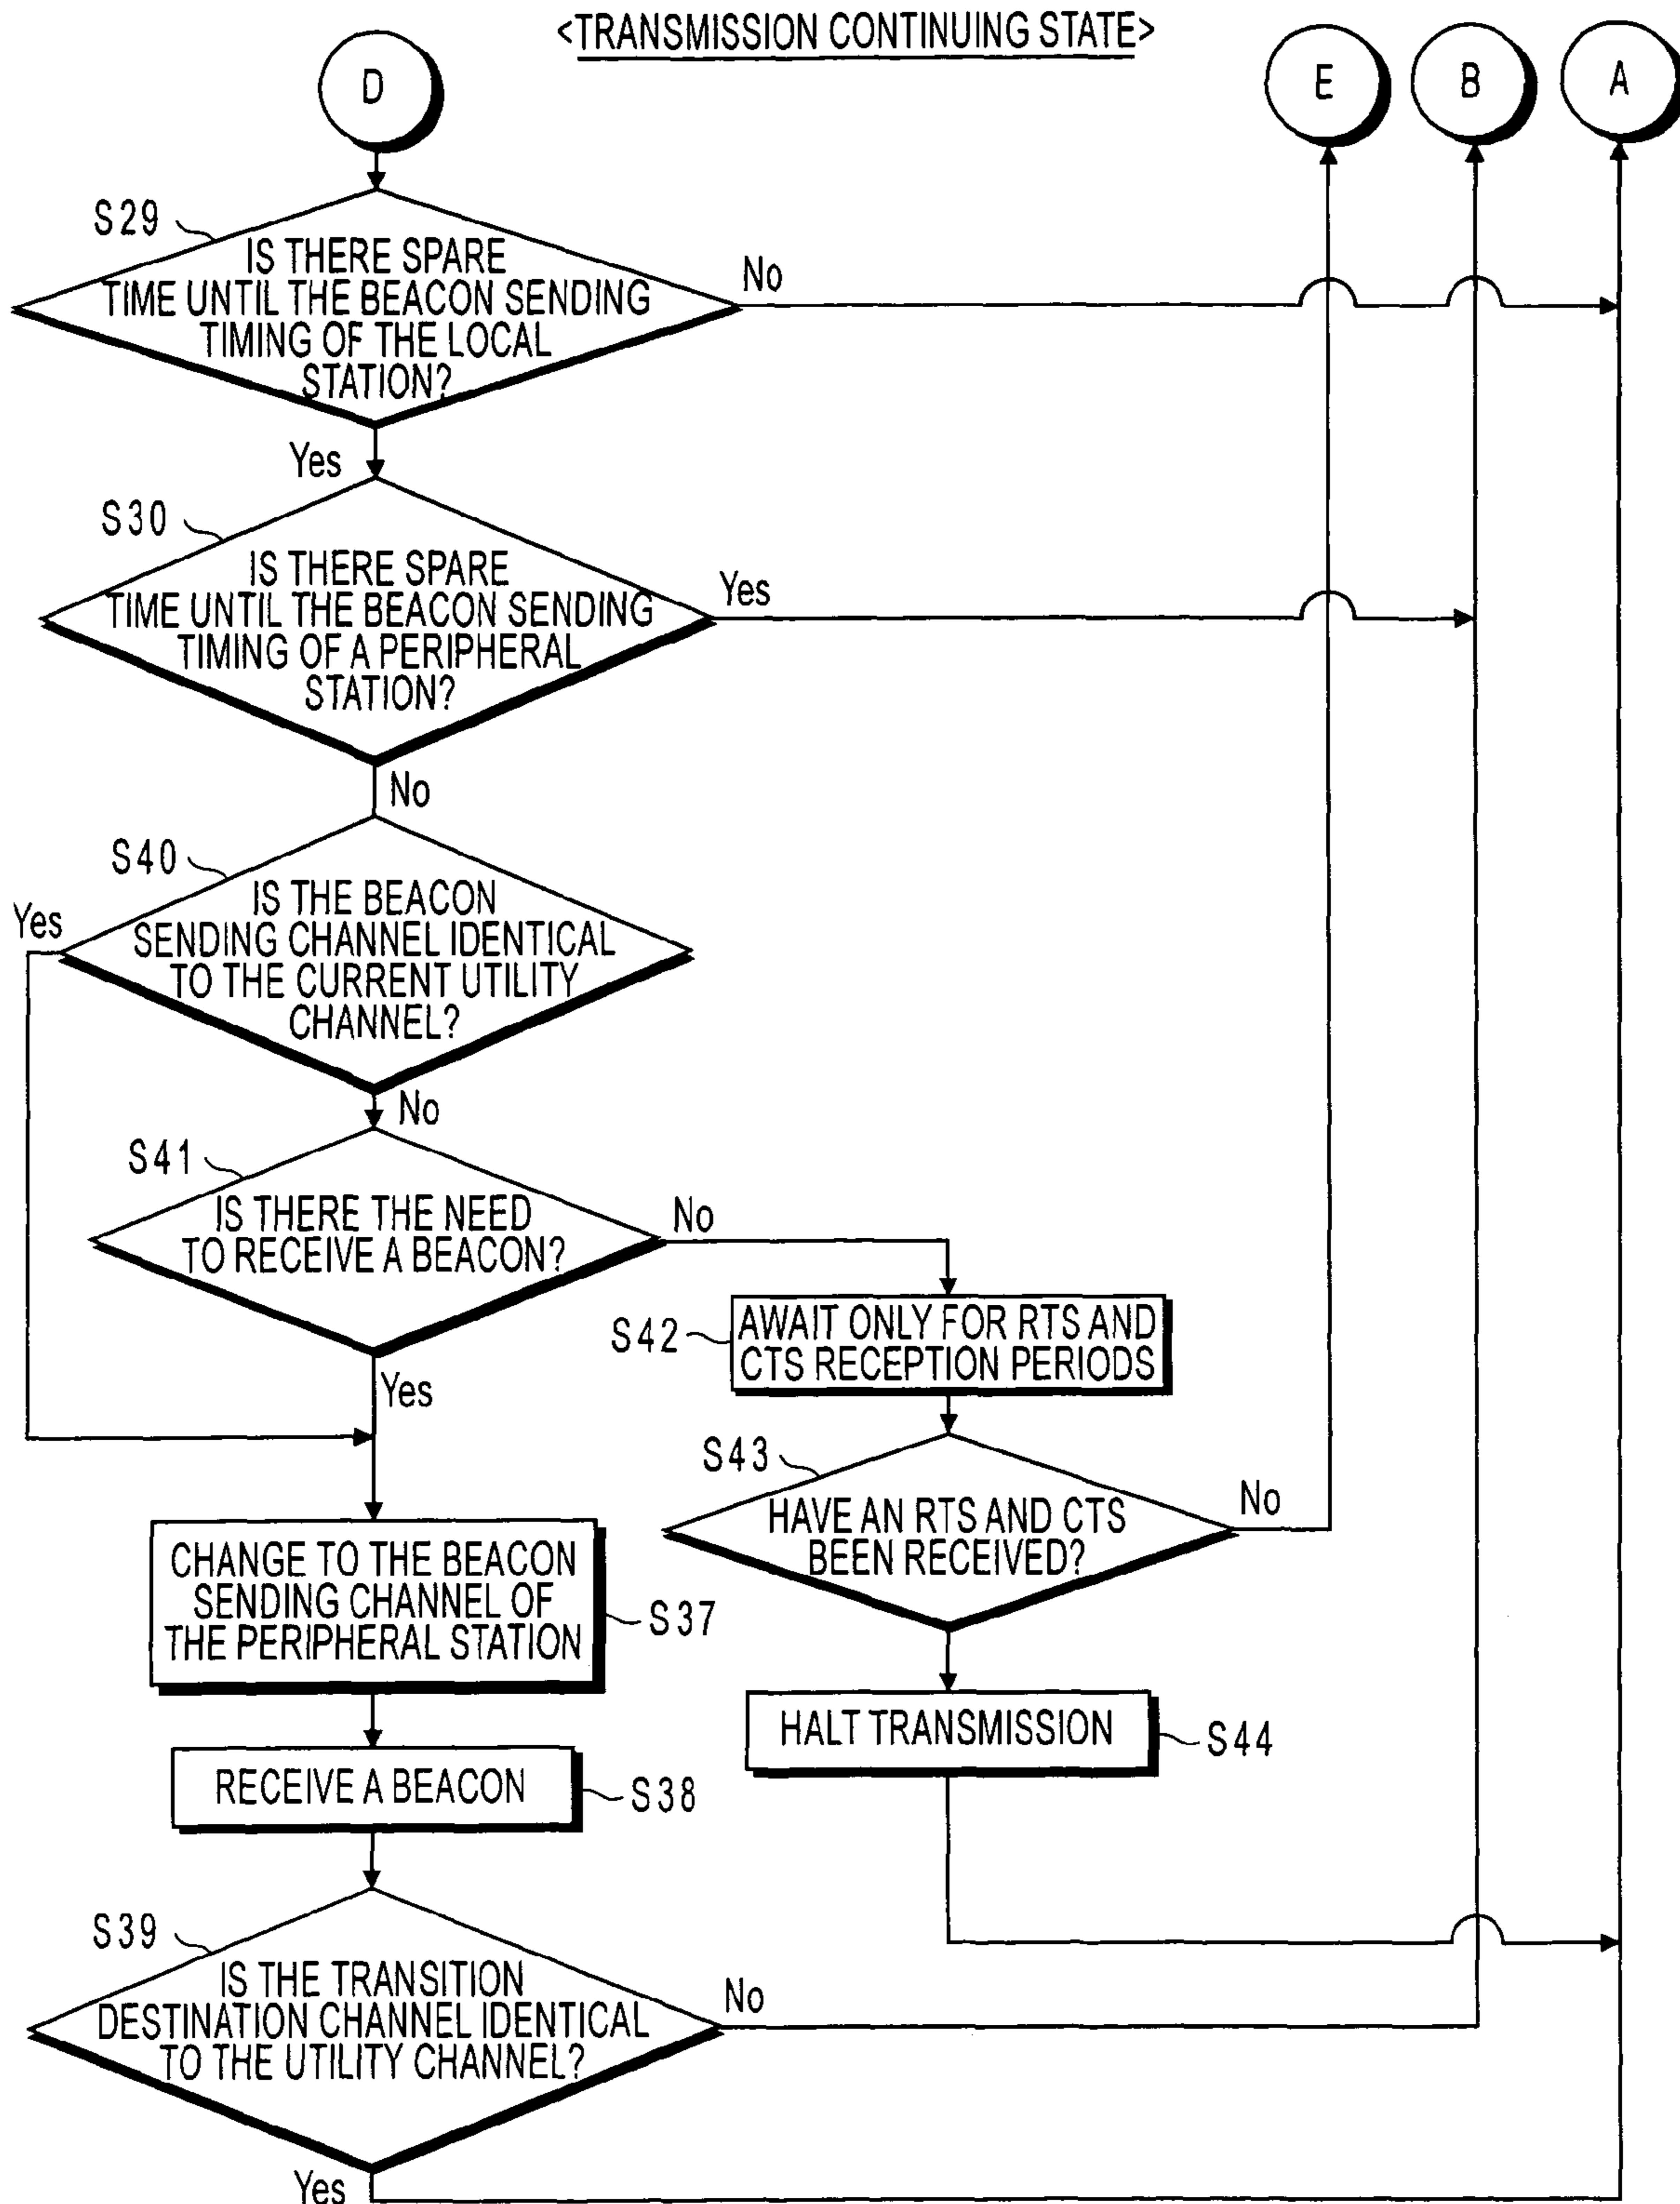 <TRANSMISSION CONTINUING STATE>
D
E
B
A
S29
IS THERE SPARE
TIME UNTIL THE BEACON SENDING
TIMING OF THE LOCAL
STATION?
No
Yes
S30
IS THERE SPARE
TIME UNTIL THE BEACON SENDING
TIMING OF A PERIPHERAL
STATION?
Yes
No
S40
IS THE BEACON
SENDING CHANNEL IDENTICAL
TO THE CURRENT UTILITY
CHANNEL?
Yes
No
S41
IS THERE THE NEED
TO RECEIVE A BEACON?
No
Yes
S42
AWAIT ONLY FOR RTS AND
CTS RECEPTION PERIODS
S43
HAVE AN RTS AND CTS
BEEN RECEIVED?
No
CHANGE TO THE BEACON
SENDING CHANNEL OF
THE PERIPHERAL STATION
S37
HALT TRANSMISSION
S44
RECEIVE A BEACON
S38
S39
IS THE TRANSITION
DESTINATION CHANNEL IDENTICAL
TO THE UTILITY CHANNEL?
No
Yes